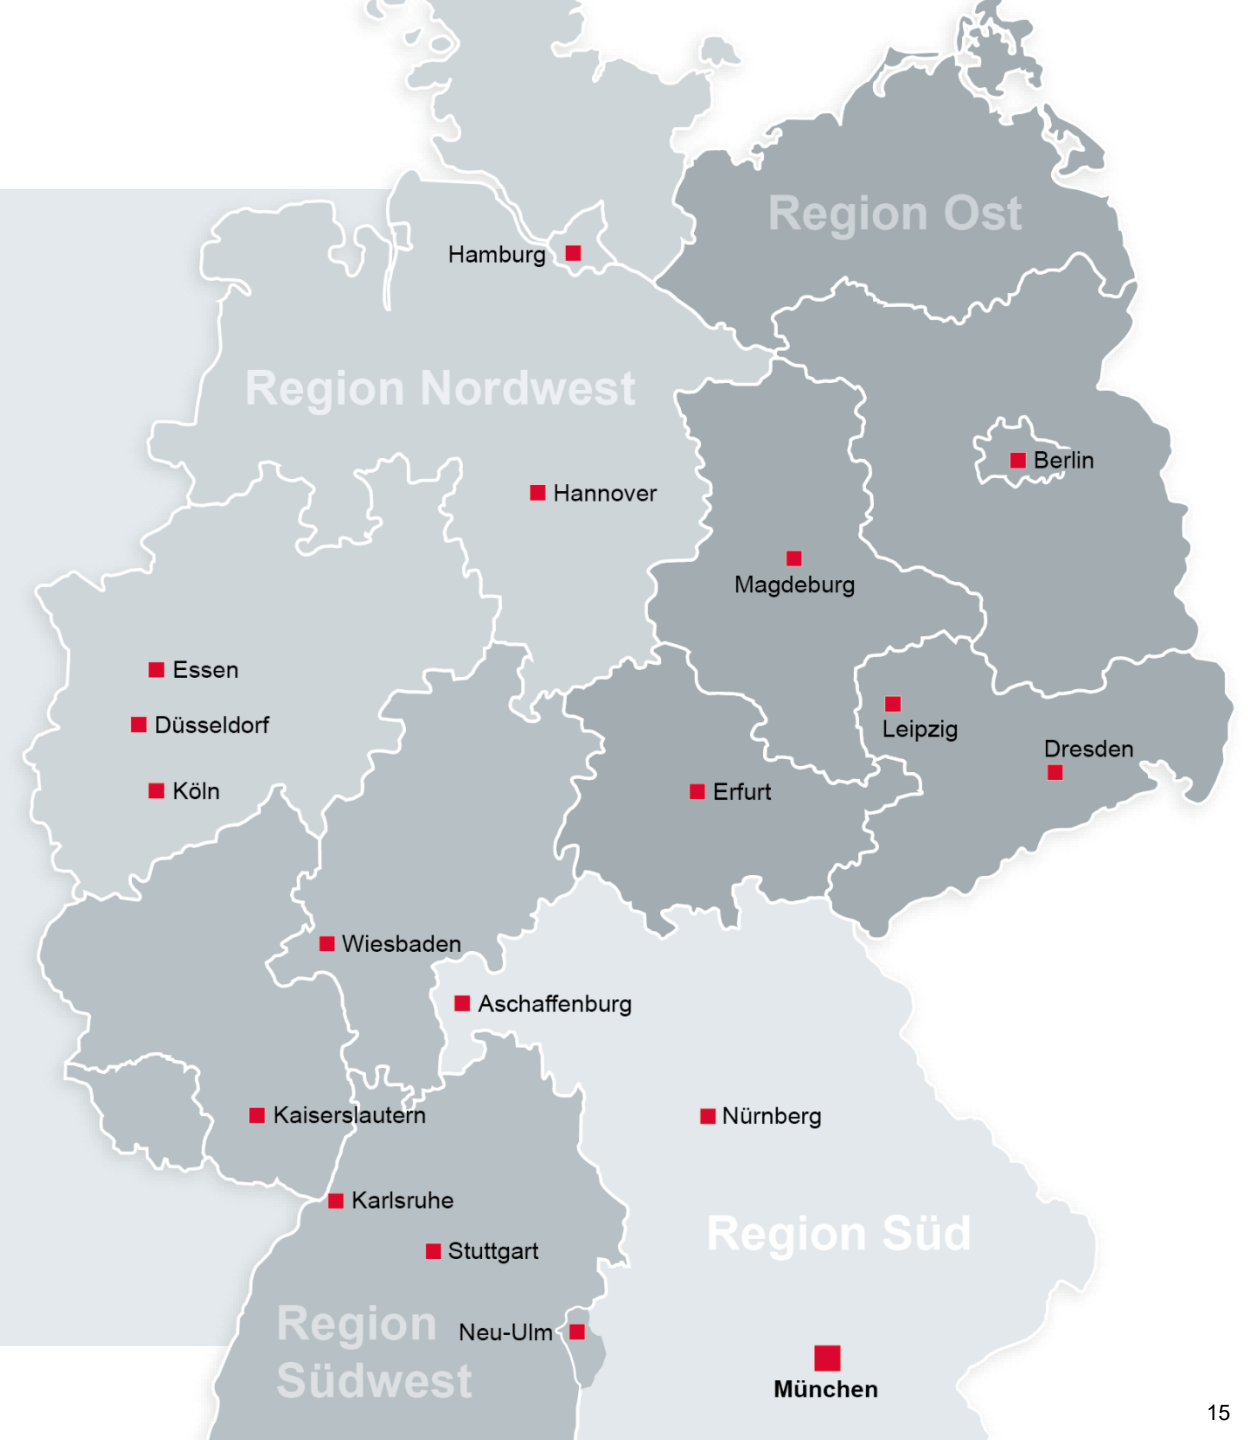 Region Ost
Hamburg
Region Nordwest
Berlin
Hannover
Magdeburg
Essen
Düsseldorf
Leipzig
Dresden
Köln
Erfurt
Wiesbaden
Aschaffenburg
Kaiserslautern
Nürnberg
Karlsruhe
Region Süd
Stuttgart
Region
Südwest
Neu-Ulm
München
15